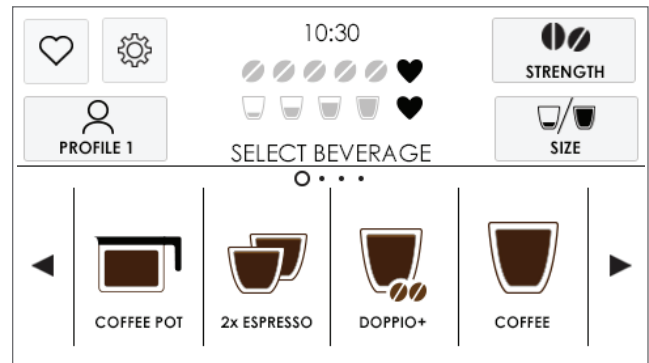 10:30
STRENGTH
PROFILE 1
SIZE
SELECT BEVERAGE
COFFEE POT
2x ESPRESSO
DOPPIO+
COFFEE